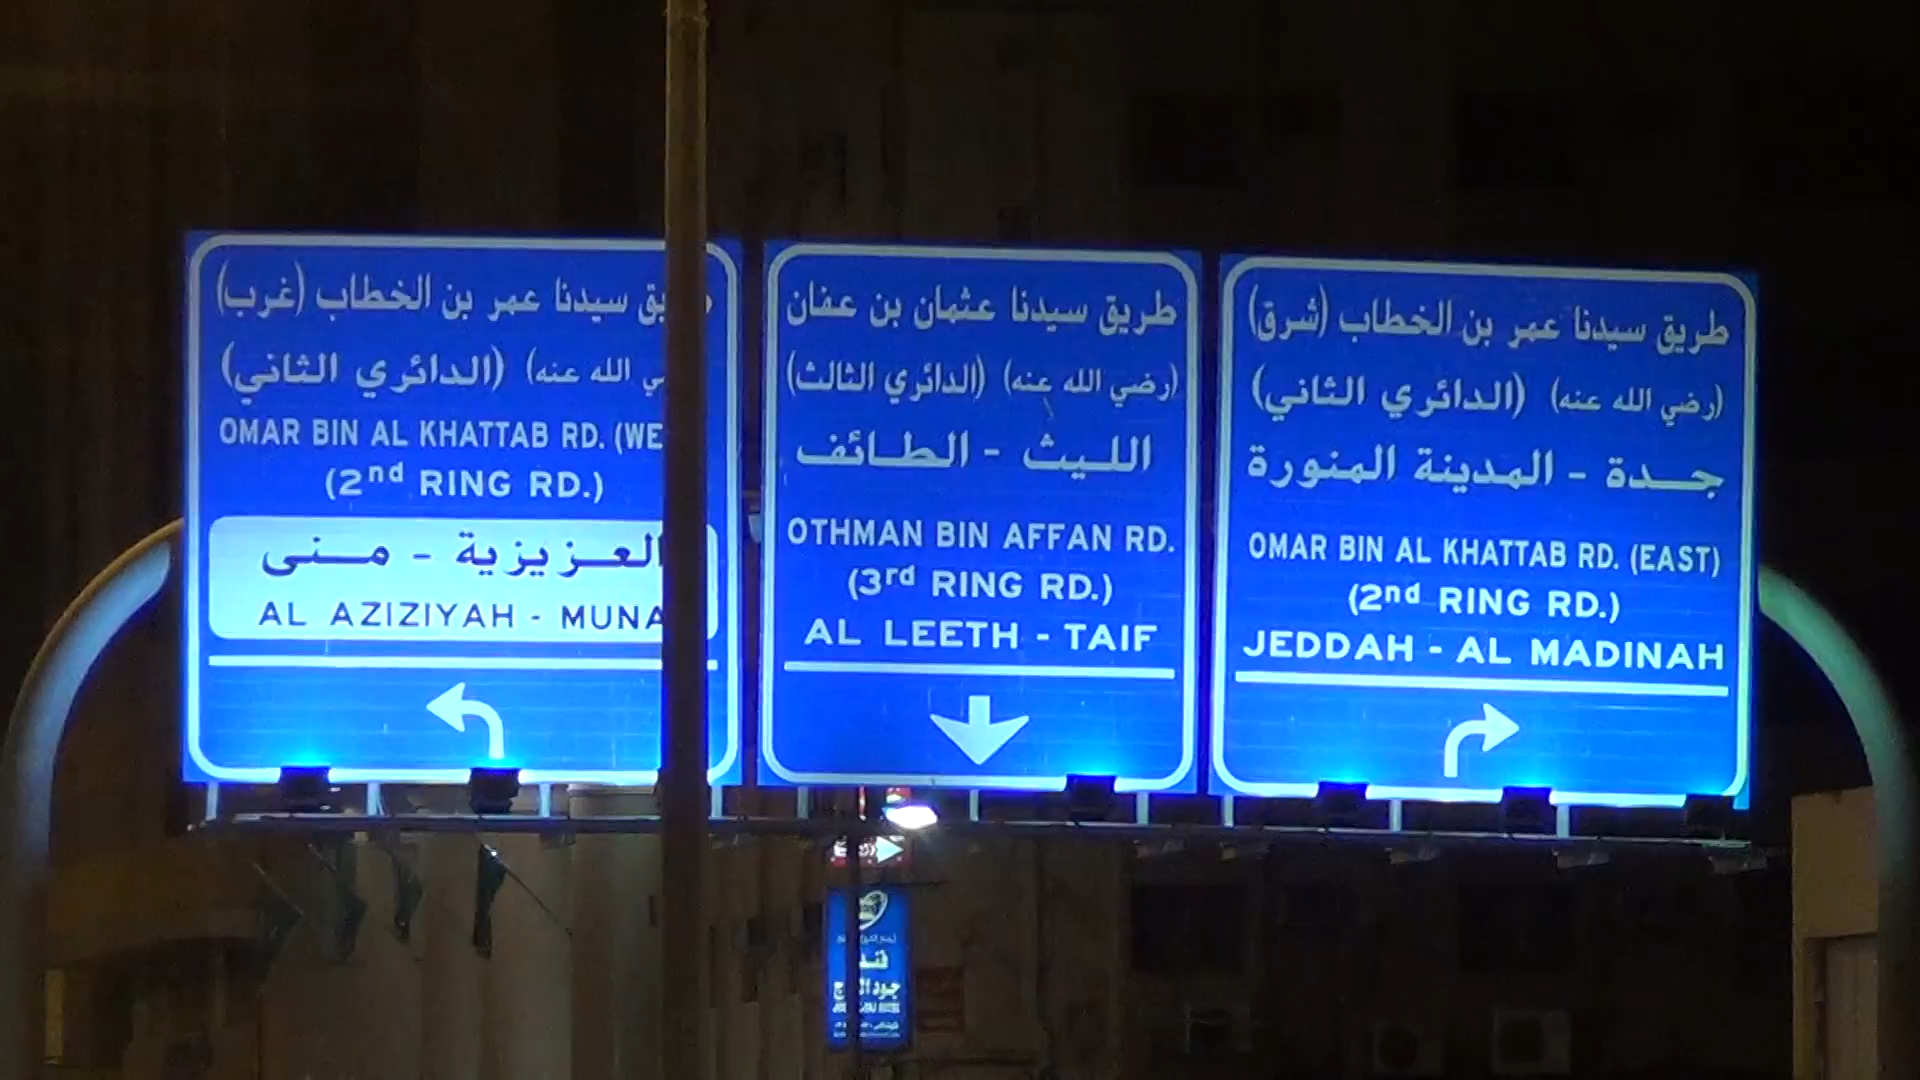 سيدنا عمر بن الخطاب (غرب)
الله عنه) (الدائري الثاني)
OMAR BIN AL KHATTAB RD.
(2nd RING RD.)
العزيزية - منى
AL AZIZIYAH - MUNA
طريق سيدنا عثمان بن عفان
(رضي الله عنه) (الدائري الثالث)
الليث - الطائف
OTHMAN BIN AFFAN RD.
(3rd RING RD.)
AL LEETH - TAIF
طريق سيدنا عمر بن الخطاب (شرق)
(رضي الله عنه) (الدائري الثاني)
جدة - المدينة المنورة
OMAR BIN AL KHATTAB RD. (EAST)
(2nd RING RD.)
JEDDAH - AL MADINAH
جود